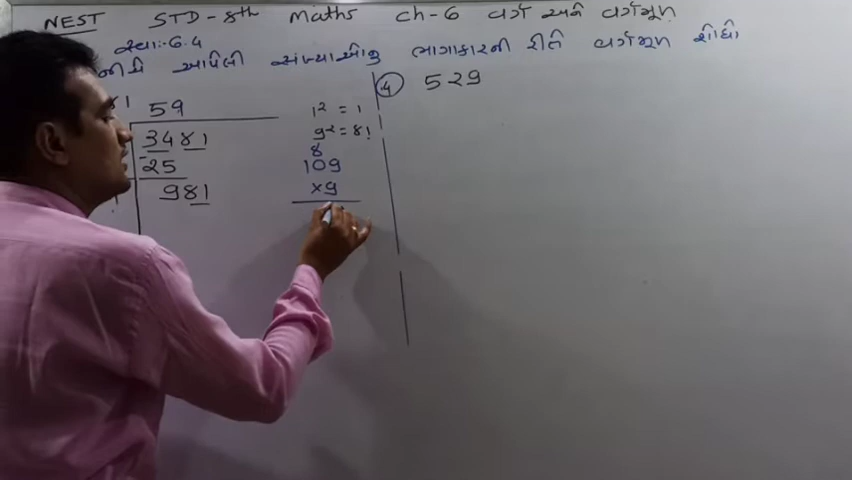 NEST STD-8th Maths Ch-6 વર્ગ અને વર્ગમૂળ
સ્વા:-6.4
નીચે આપેલી સંખ્યાઓનુ ભાગાકારની રીતે વર્ગમૂળ શોધો
59
3481
-25
981
1² = 1
9² = 81
8
109
×9
④ 529